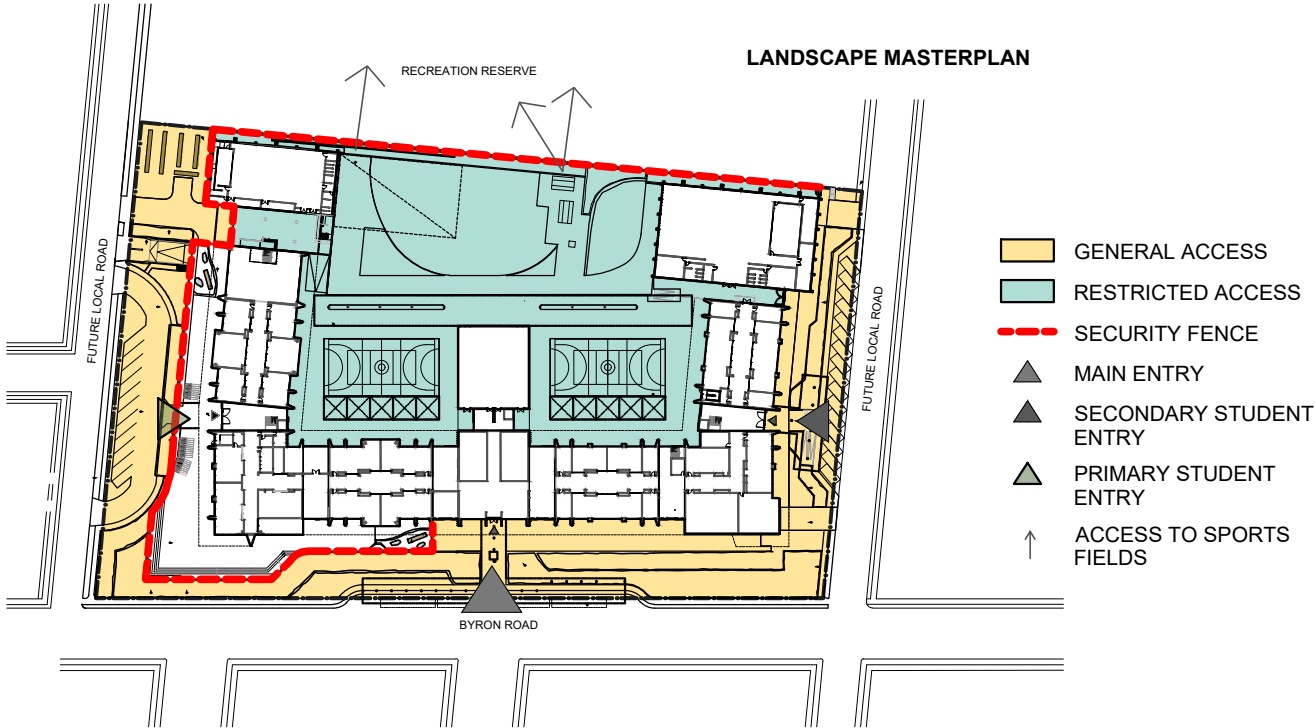 LANDSCAPE MASTERPLAN
RECREATION RESERVE
FUTURE LOCAL ROAD
FUTURE LOCAL ROAD
BYRON ROAD
GENERAL ACCESS
RESTRICTED ACCESS
SECURITY FENCE
MAIN ENTRY
SECONDARY STUDENT
ENTRY
PRIMARY STUDENT
ENTRY
ACCESS TO SPORTS
FIELDS